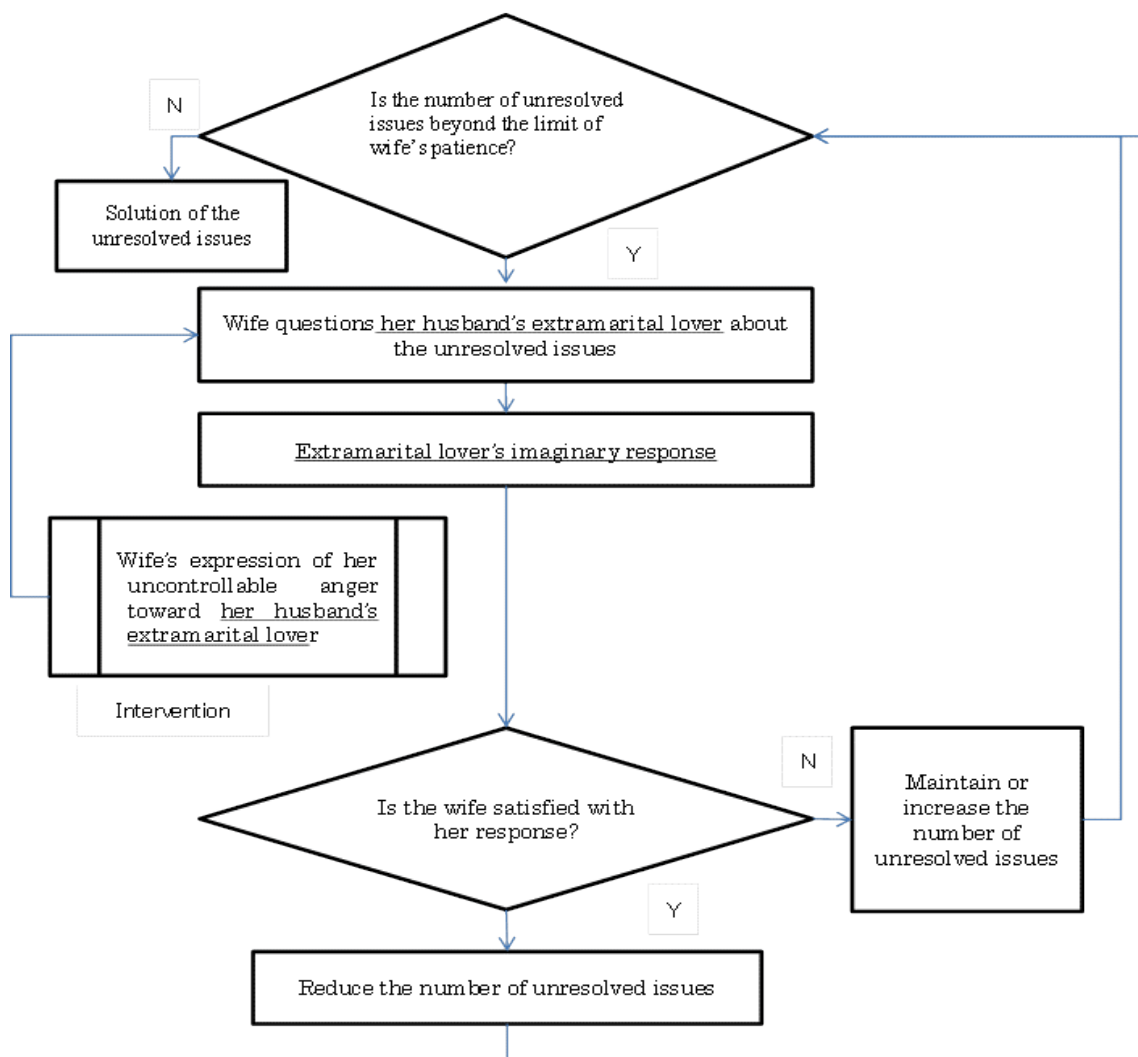 N
Is the number of unresolved
issues beyond the limit of
wife's patience?
Solution of the
unresolved issues
Y
Wife questions her husband's extramarital lover about
the unresolved issues
Extramarital lover's imaginary response
Wife's expression of her
uncontrollable anger
toward her husband's
extramarital lover
Intervention
Is the wife satisfied with
her response?
N
Maintain or
increase the
number of
unresolved issues
Y
Reduce the number of unresolved issues